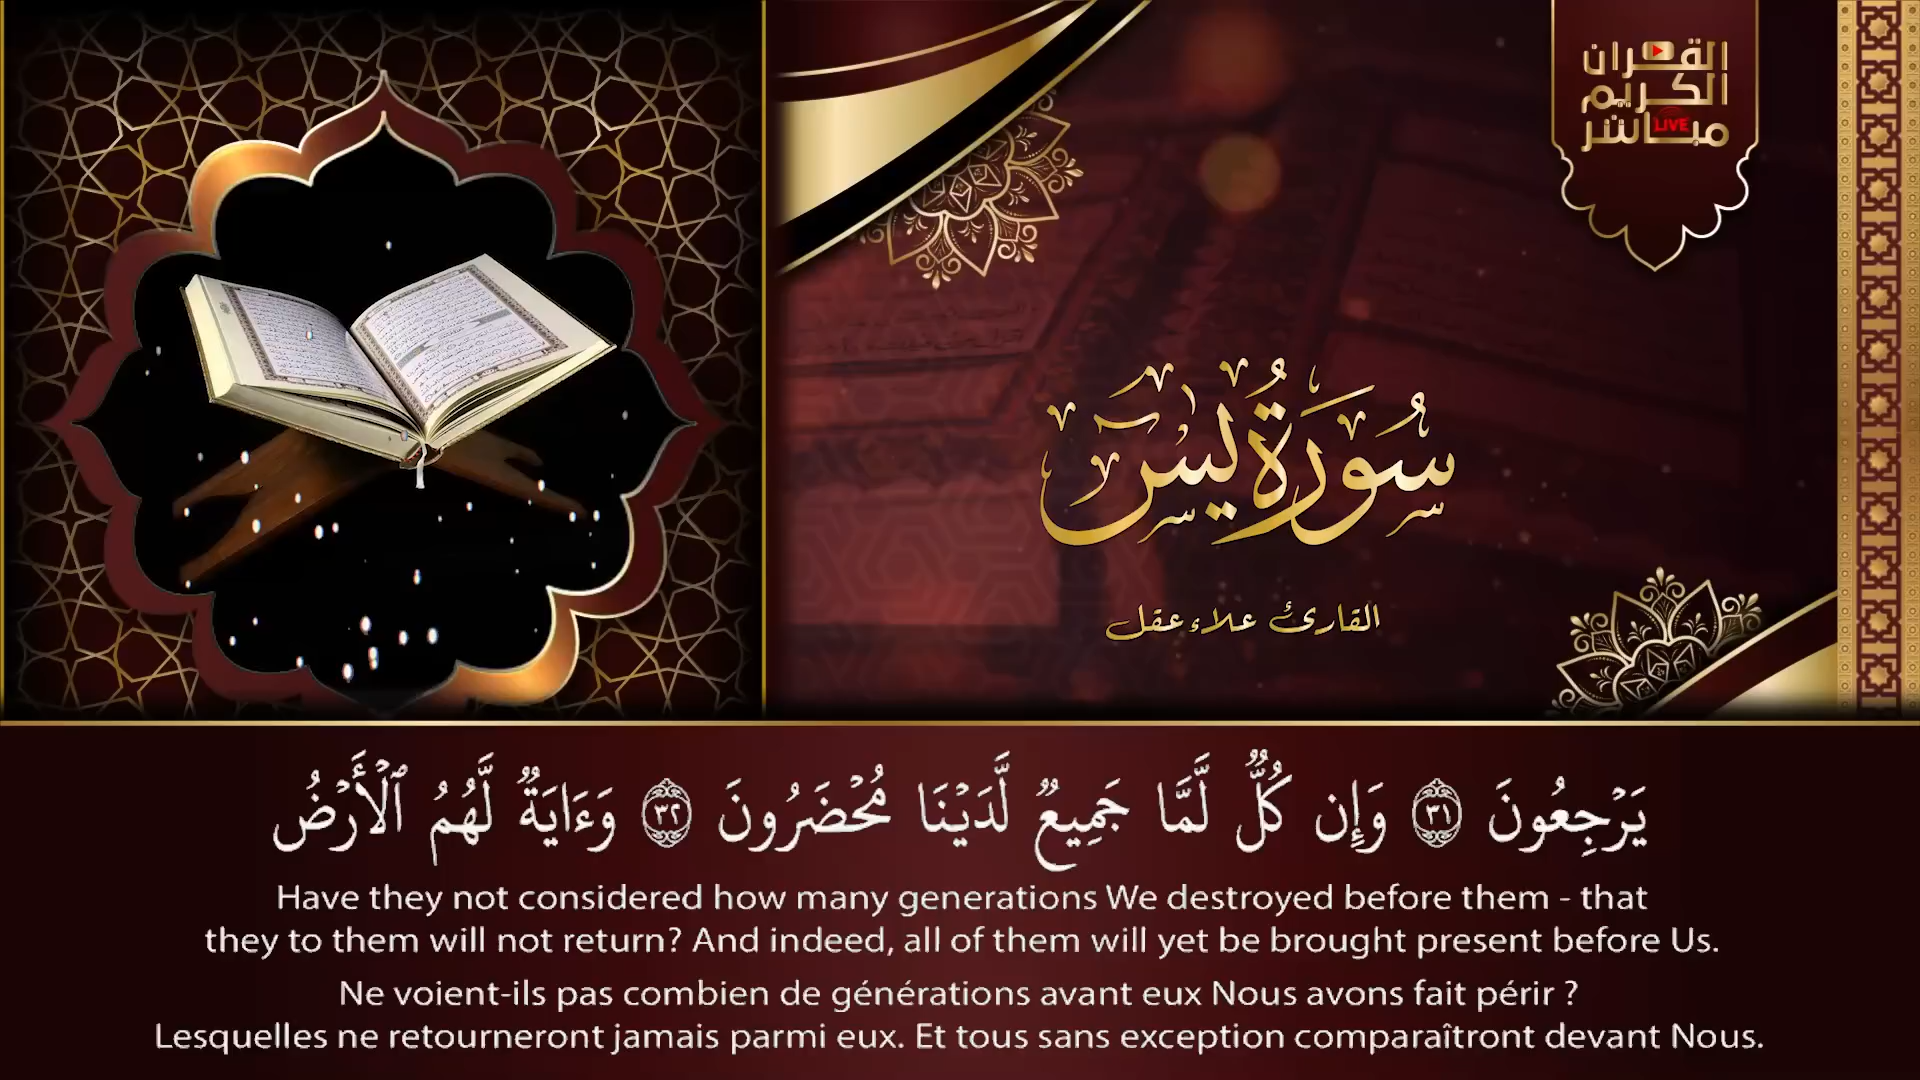 القرآن
الكريم
مباشر
LIVE
سُورَةُ يسٓ
القارئ علاء عقل
يَرْجِعُونَ ٣١ وَإِن كُلٌّ لَّمَّا جَمِيعٌ لَّدَيْنَا مُحْضَرُونَ ٣٢ وَءَايَةٌ لَّهُمُ ٱلْأَرْضُ
Have they not considered how many generations We destroyed before them - that
they to them will not return? And indeed, all of them will yet be brought present before Us.
Ne voient-ils pas combien de générations avant eux Nous avons fait périr ?
Lesquelles ne retourneront jamais parmi eux. Et tous sans exception comparaîtront devant Nous.